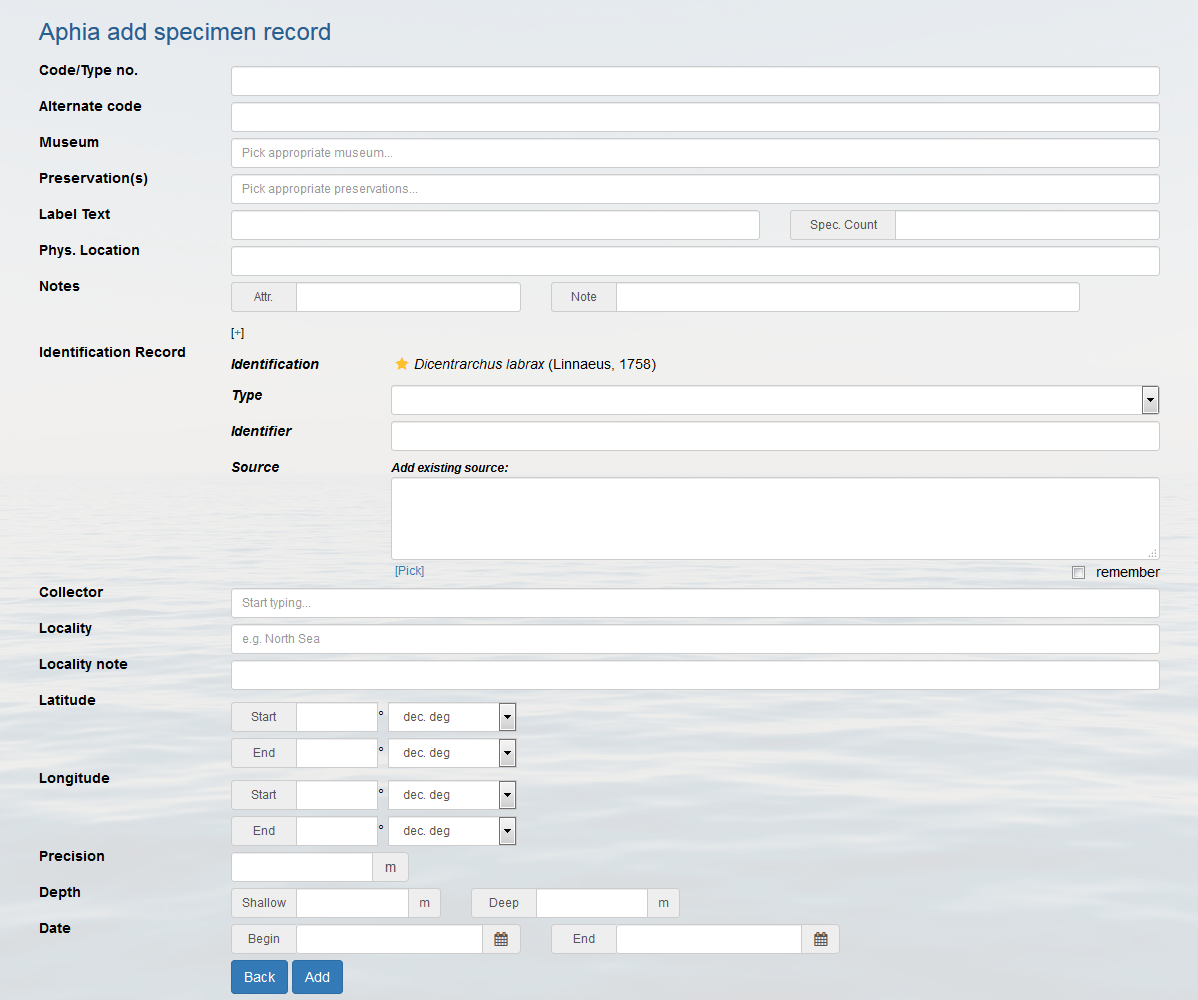 Aphia add specimen record
Code/Type no.
Alternate code
Museum Pick appropriate museum...
Preservation(s) Pick appropriate preservations...
Label Text Spec. Count
Phys. Location
Notes Attr. Note
[+]
Identification Record
Identification Dicentrarchus labrax (Linnaeus, 1758)
Type
Identifier
Source Add existing source:
[Pick] remember
Collector Start typing...
Locality e.g. North Sea
Locality note
Latitude
Start ° dec. deg
End ° dec. deg
Longitude
Start ° dec. deg
End ° dec. deg
Precision m
Depth Shallow m Deep m
Date Begin End
Back Add